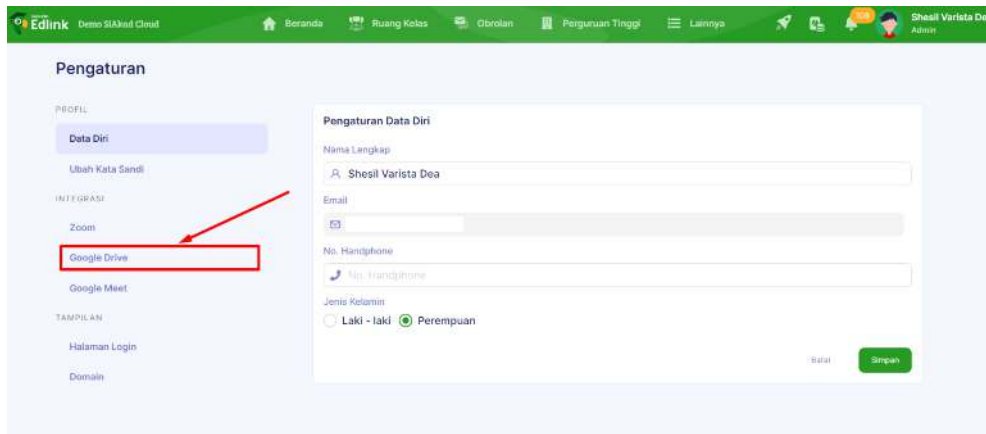 Edlink Demo SIAkad Cloud
Beranda
Ruang Kelas
Obrolan
Perguruan Tinggi
Lainnya
Shesil Varista De
Admin
Pengaturan
PROFIL
Data Diri
Ubah Kata Sandi
INTEGRASI
Zoom
Google Drive
Google Meet
TAMPILAN
Halaman Login
Domain
Pengaturan Data Diri
Nama Lengkap
Shesil Varista Dea
Email
No. Handphone
No. Handphone
Jenis Kelamin
Laki - laki
Perempuan
Batal
Simpan